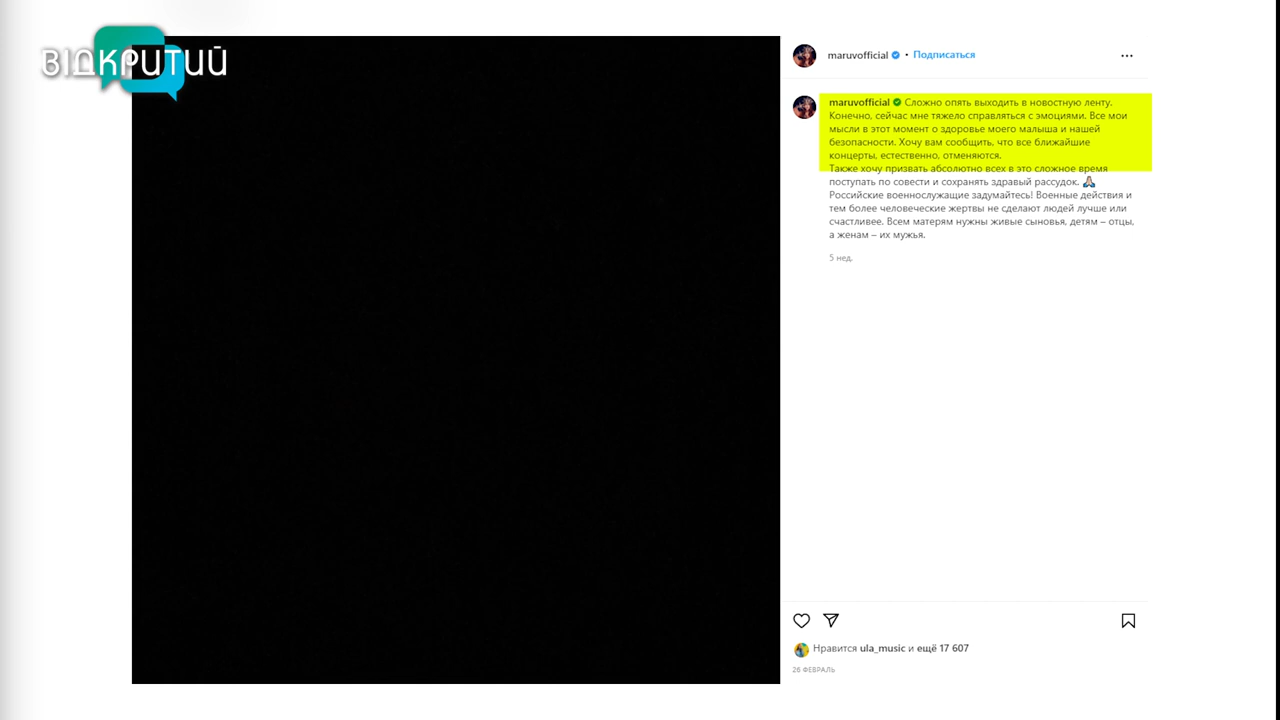 ВІДКРИТИЙ
maruvofficial • Подписаться
maruvofficial Сложно опять выходить в новостную ленту.
Конечно, сейчас мне тяжело справляться с эмоциями. Все мои
мысли в этот момент о здоровье моего малыша и нашей
безопасности. Хочу вам сообщить, что все ближайшие
концерты, естественно, отменяются.
Также хочу призвать абсолютно всех в это сложное время
поступать по совести и сохранять здравый рассудок. 🙏🏼
Российские военнослужащие задумайтесь! Военные действия и
тем более человеческие жертвы не сделают людей лучше или
счастливее. Всем матерям нужны живые сыновья, детям – отцы,
а женам – их мужья.
5 нед.
Нравится ula_music и ещё 17 607
26 ФЕВРАЛЬ